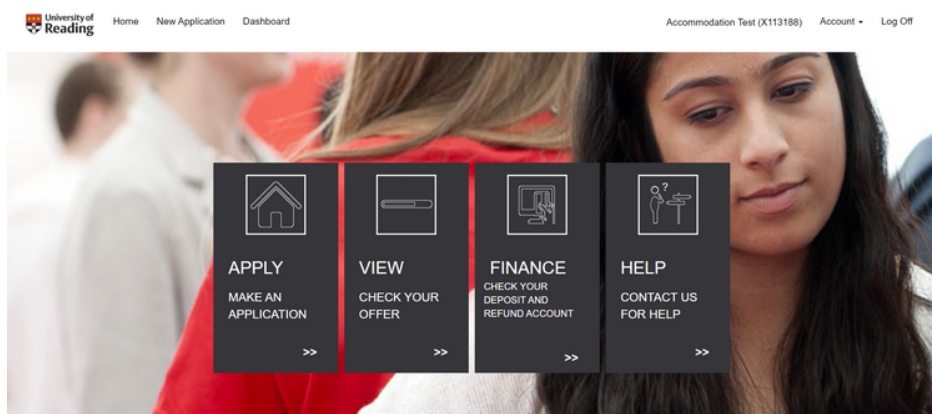 University of
Reading
Home New Application Dashboard Accommodation Test (X113188) Account Log Off
?
APPLY
MAKE AN
APPLICATION
>>
VIEW
CHECK YOUR
OFFER
>>
FINANCE
CHECK YOUR
DEPOSIT AND
REFUND ACCOUNT
>>
HELP
CONTACT US
FOR HELP
>>